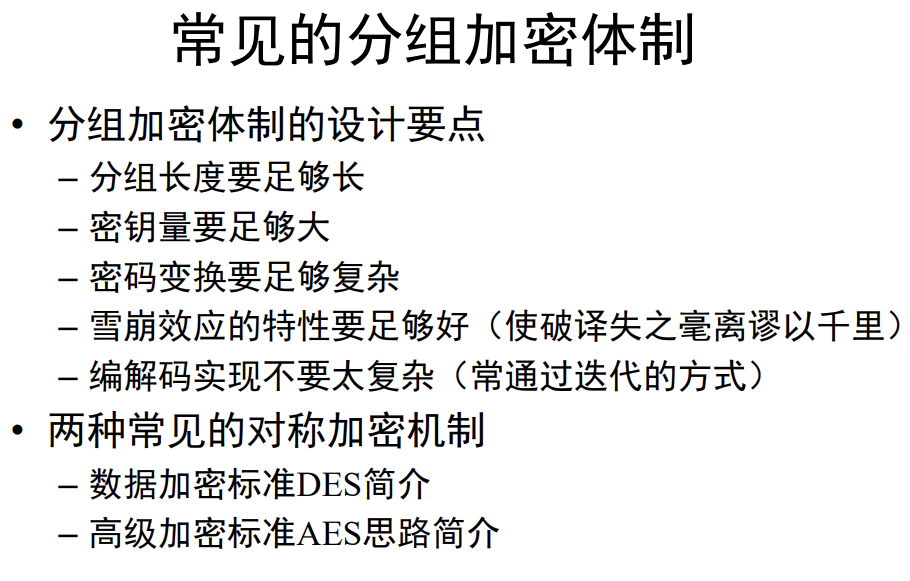 常见的分组加密体制
• 分组加密体制的设计要点
– 分组长度要足够长
– 密钥量要足够大
– 密码变换要足够复杂
– 雪崩效应的特性要足够好（使破译失之毫离谬以千里）
– 编解码实现不要太复杂（常通过迭代的方式）
• 两种常见的对称加密机制
– 数据加密标准DES简介
– 高级加密标准AES思路简介